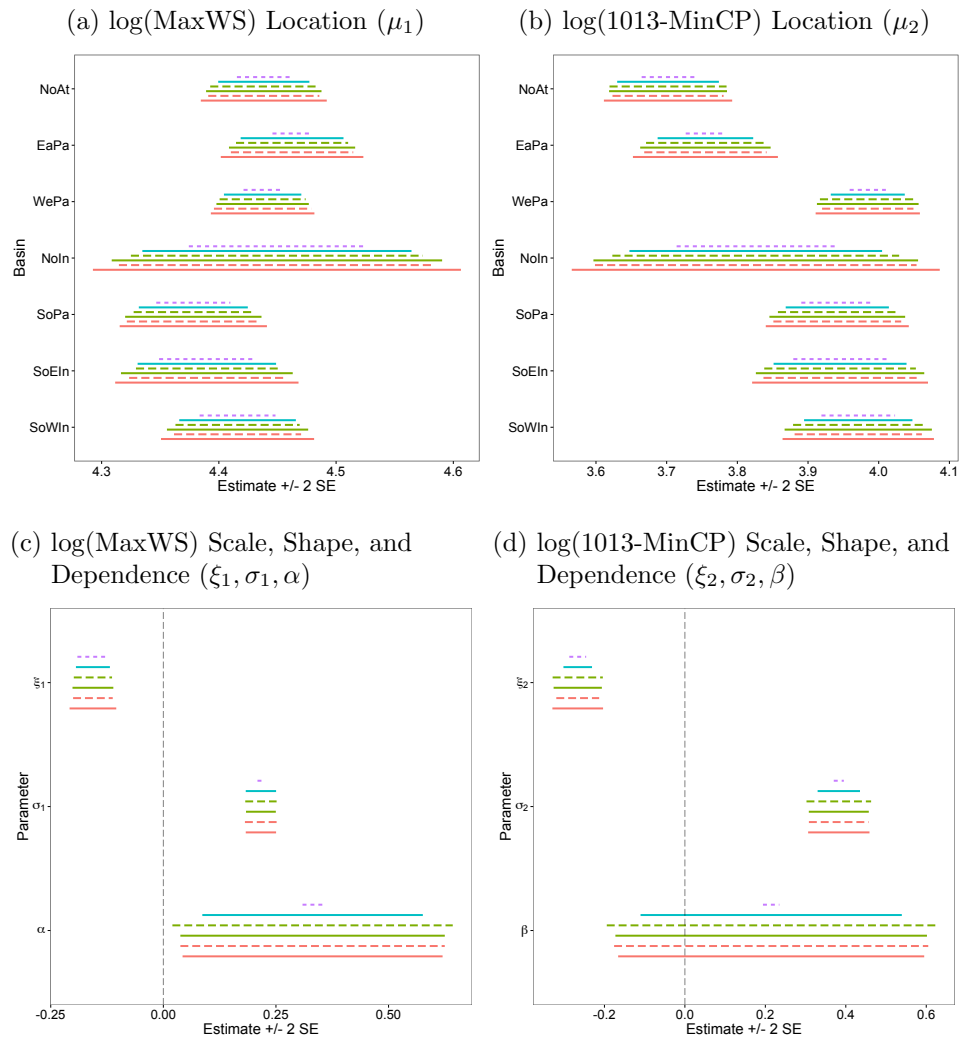 (a) log(MaxWS) Location (μ₁)
(b) log(1013-MinCP) Location (μ₂)
Basin
NoAt
EaPa
WePa
NoIn
SoPa
SoEIn
SoWIn
4.3 4.4 4.5 4.6
Estimate +/- 2 SE
Basin
NoAt
EaPa
WePa
NoIn
SoPa
SoEIn
SoWIn
3.6 3.7 3.8 3.9 4.0 4.1
Estimate +/- 2 SE
(c) log(MaxWS) Scale, Shape, and
Dependence (ξ₁, σ₁, α)
(d) log(1013-MinCP) Scale, Shape, and
Dependence (ξ₂, σ₂, β)
Parameter
ξ₁
σ₁
α
-0.25 0.00 0.25 0.50
Estimate +/- 2 SE
Parameter
ξ₂
σ₂
β
-0.2 0.0 0.2 0.4 0.6
Estimate +/- 2 SE